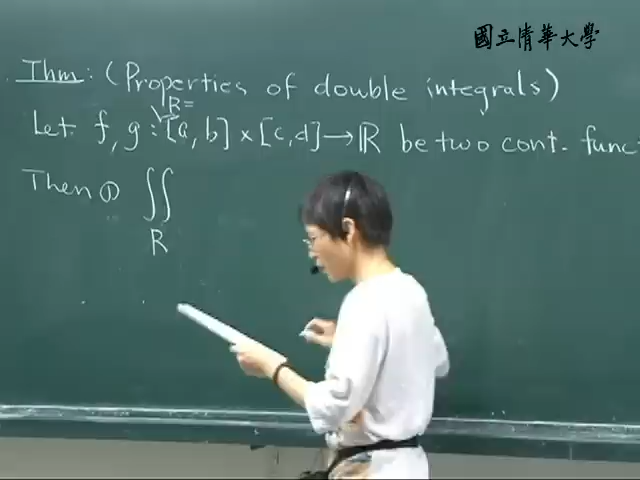 國立清華大學
Thm: (Properties of double integrals)
R=
Let f, g : [a, b] × [c, d] → ℝ be two cont. func
Then ① ∬
R